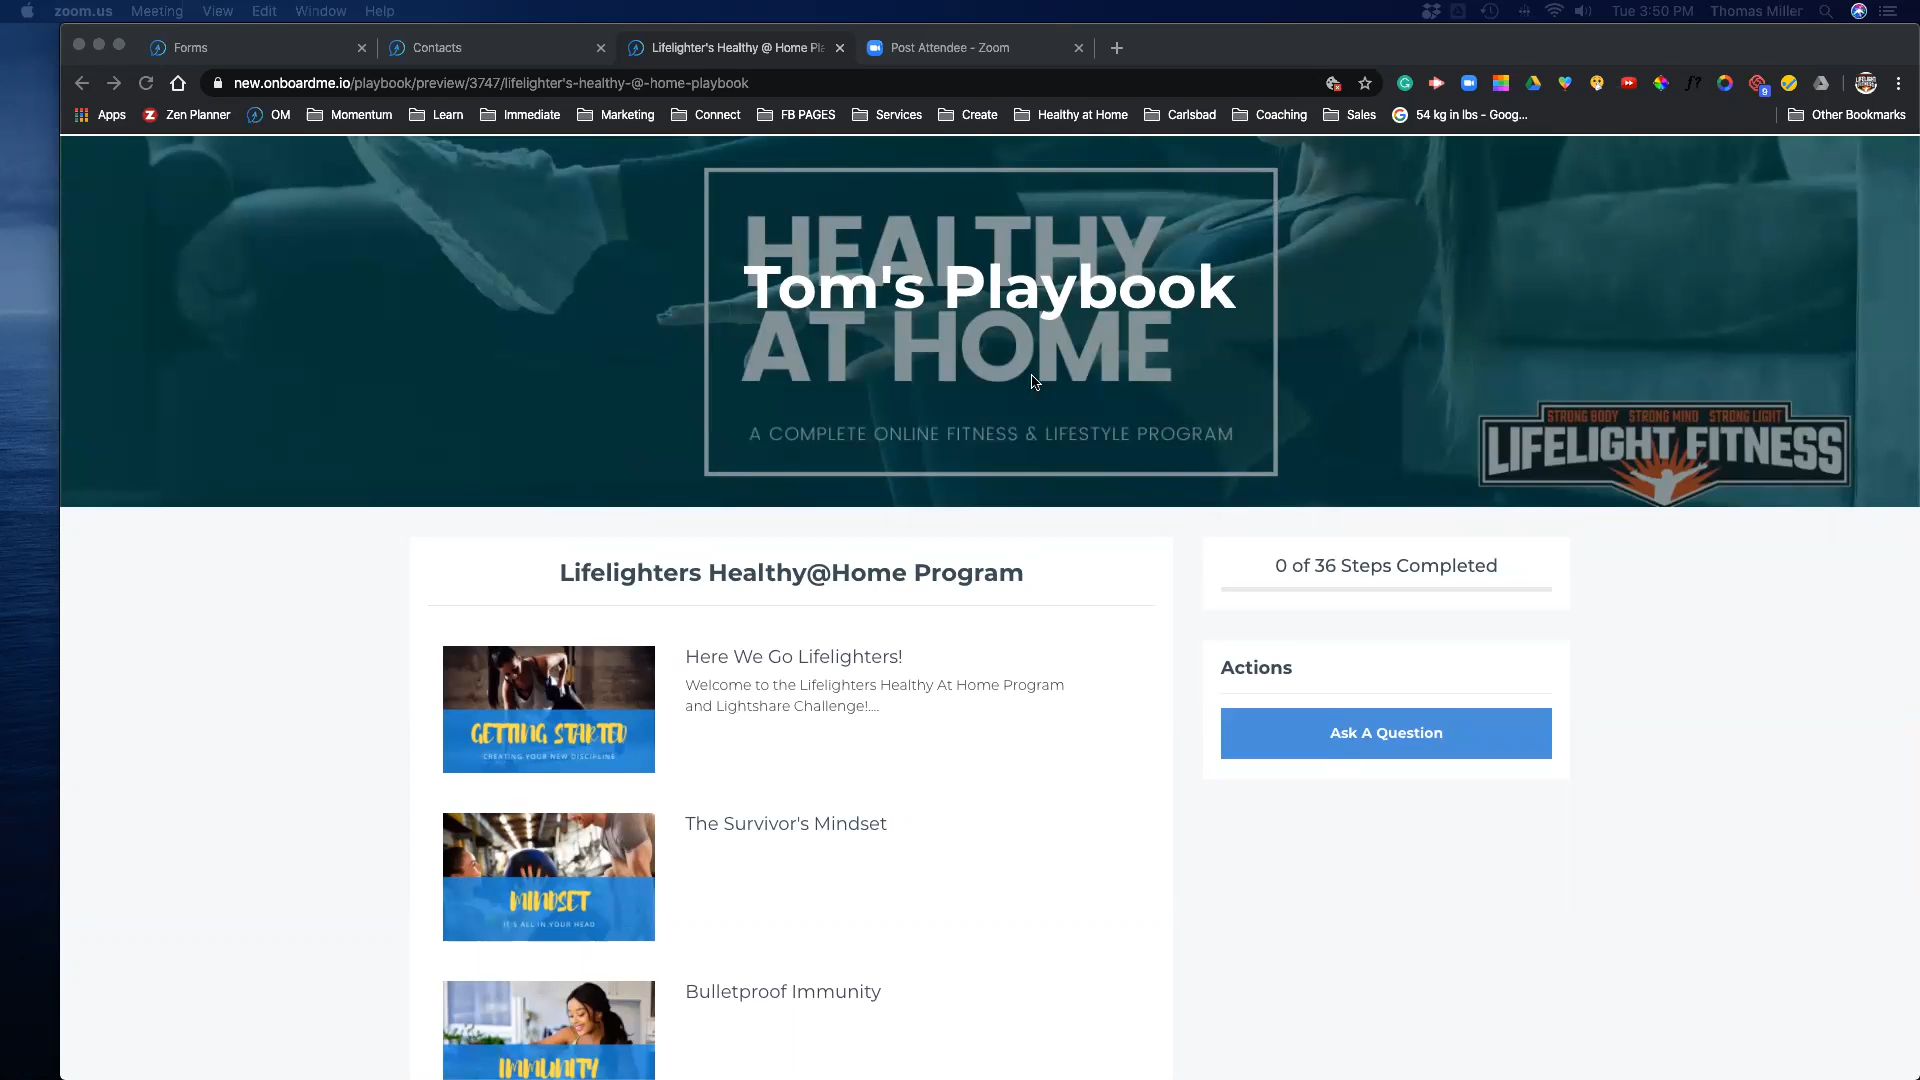 zoom.us Meeting View Edit Window Help Tue 3:50 PM Thomas Miller
Forms Contacts Lifelighter's Healthy @ Home Pl Post Attendee - Zoom
new.onboardme.io/playbook/preview/3747/lifelighter's-healthy-@-home-playbook
9
Apps Zen Planner OM Momentum Learn Immediate Marketing Connect FB PAGES Services Create Healthy at Home Carlsbad Coaching Sales 54 kg in lbs - Goog... Other Bookmarks
HEALTHY
Tom's Playbook
AT HOME
A COMPLETE ONLINE FITNESS & LIFESTYLE PROGRAM
STRONG BODY STRONG MIND STRONG LIGHT
LIFELIGHT FITNESS
Lifelighters Healthy@Home Program
0 of 36 Steps Completed
Here We Go Lifelighters!
Welcome to the Lifelighters Healthy At Home Program
and Lightshare Challenge!....
GETTING STARTED
CREATING YOUR NEW DISCIPLINE
Actions
Ask A Question
The Survivor's Mindset
MINDSET
IT'S ALL IN YOUR HEAD
Bulletproof Immunity
IMMUNITY